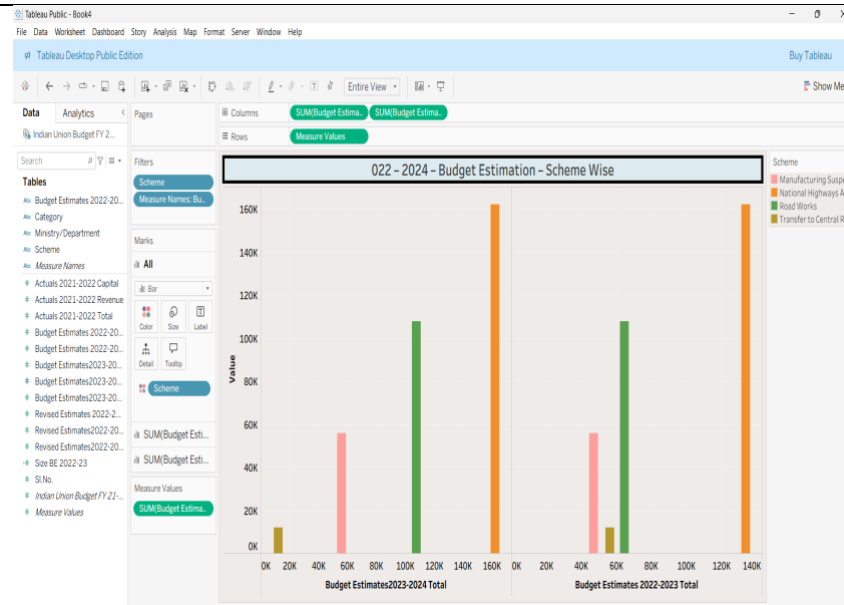 Tableau Public - Book4
File Data Worksheet Dashboard Story Analysis Map Format Server Window Help
Tableau Desktop Public Edition
Buy Tableau
Entire View
Show Me
Data Analytics
Indian Union Budget FY 2...
Search
Tables
Abc Budget Estimates 2022-20...
Abc Category
Abc Ministry/Department
Abc Scheme
Abc Measure Names
# Actuals 2021-2022 Capital
# Actuals 2021-2022 Revenue
# Actuals 2021-2022 Total
# Budget Estimates 2022-20...
# Budget Estimates 2022-20...
# Budget Estimates2023-20...
# Budget Estimates2023-20...
# Budget Estimates2023-20...
# Revised Estimates 2022-2...
# Revised Estimates2022-20...
# Revised Estimates2022-20...
Size BE 2022-23
# Sl.No.
# Indian Union Budget FY 21-...
# Measure Values
Pages
Filters
Scheme
Measure Names: Bu..
Marks
All
Bar
Color Size Label
Detail Tooltip
Scheme
SUM(Budget Esti...
SUM(Budget Esti...
Measure Values
SUM(Budget Estima..
Columns SUM(Budget Estima.. SUM(Budget Estima..
Rows Measure Values
022 – 2024 – Budget Estimation – Scheme Wise
Value
160K
140K
120K
100K
80K
60K
40K
20K
0K
0K 20K 40K 60K 80K 100K 120K 140K 160K
Budget Estimates2023-2024 Total
0K 20K 40K 60K 80K 100K 120K 140K
Budget Estimates 2022-2023 Total
Scheme
Manufacturing Suspe
National Highways A
Road Works
Transfer to Central R